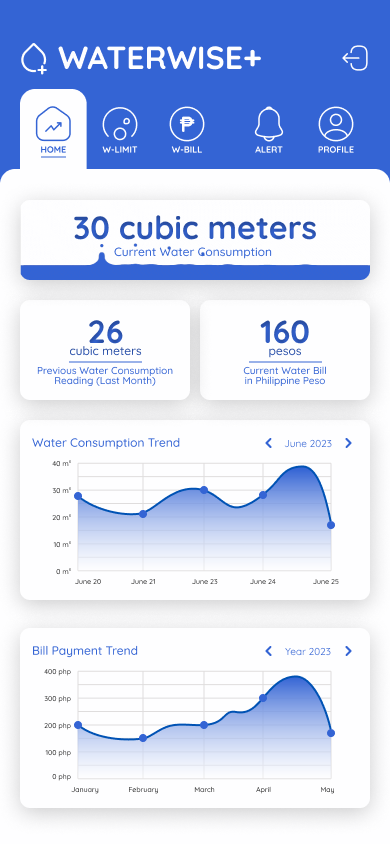 WATERWISE+
HOME
W-LIMIT
W-BILL
ALERT
PROFILE
30 cubic meters
Current Water Consumption
26
cubic meters
Previous Water Consumption
Reading (Last Month)
160
pesos
Current Water Bill
in Philippine Peso
Water Consumption Trend
June 2023
40 m³
30 m³
20 m³
10 m³
0 m³
June 20
June 21
June 23
June 24
June 25
Bill Payment Trend
Year 2023
400 php
300 php
200 php
100 php
0 php
January
February
March
April
May